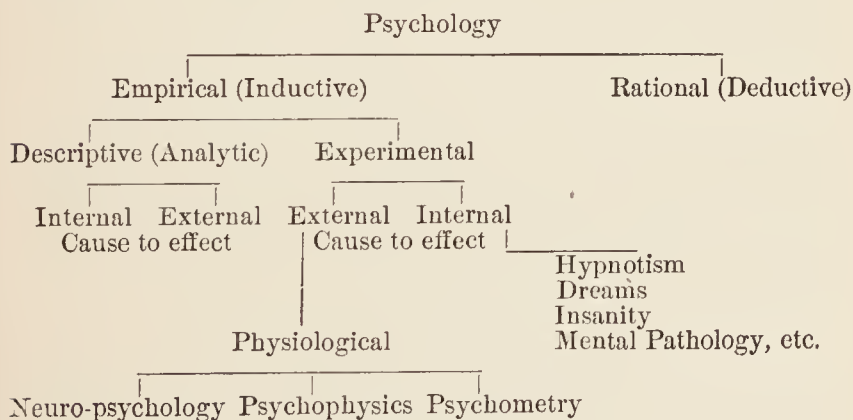 Psychology
Empirical (Inductive) Rational (Deductive)
Descriptive (Analytic) Experimental
Internal External External Internal
Cause to effect Cause to effect
Hypnotism
Dreams
Insanity
Physiological Mental Pathology, etc.
Neuro-psychology Psychophysics Psychometry